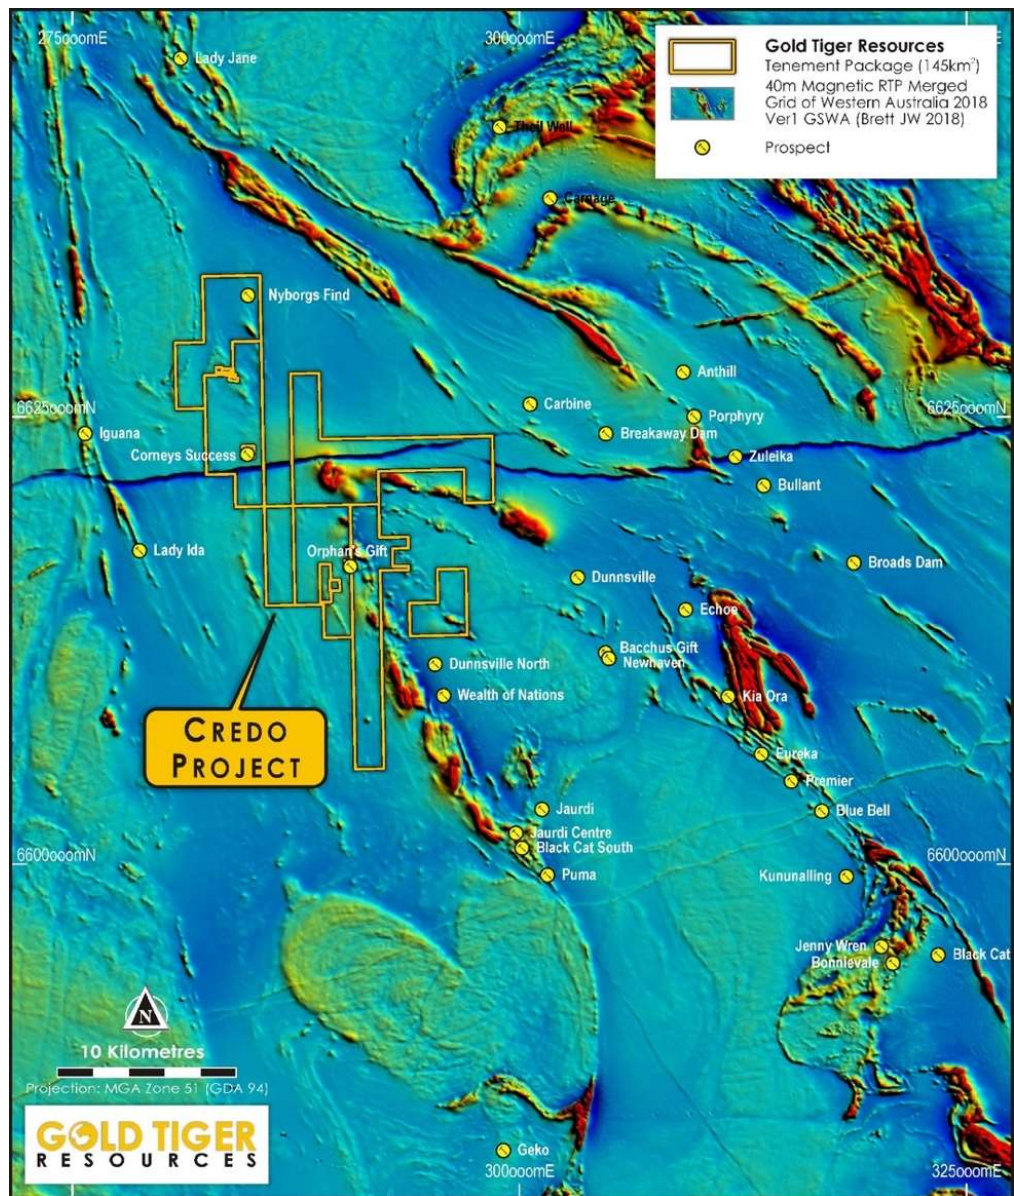 275000mE
300000mE
E
Lady Jane
Gold Tiger Resources
Tenement Package (145km²)
40m Magnetic RTP Merged
Grid of Western Australia 2018
Ver1 GSWA (Brett JW 2018)
Prospect
Theil Well
Carnage
Nyborgs Find
Anthill
Carbine
6625000mN
Porphyry
6625000mN
Iguana
Breakaway Dam
Corneys Success
Zuleika
Bullant
Lady Ida
Orphan's Gift
Broads Dam
Dunnsville
Echoe
Bacchus Gift
Newhaven
Dunnsville North
Wealth of Nations
Kia Ora
CREDO
PROJECT
Eureka
Premier
Jaurdi
Blue Bell
Jaurdi Centre
Black Cat South
6600000mN
6600000mN
Puma
Kununalling
Jenny Wren
Bonnievale
Black Cat
N
10 Kilometres
Projection: MGA Zone 51 (GDA 94)
GOLD TIGER
RESOURCES
Geko
300000mE
325000mE